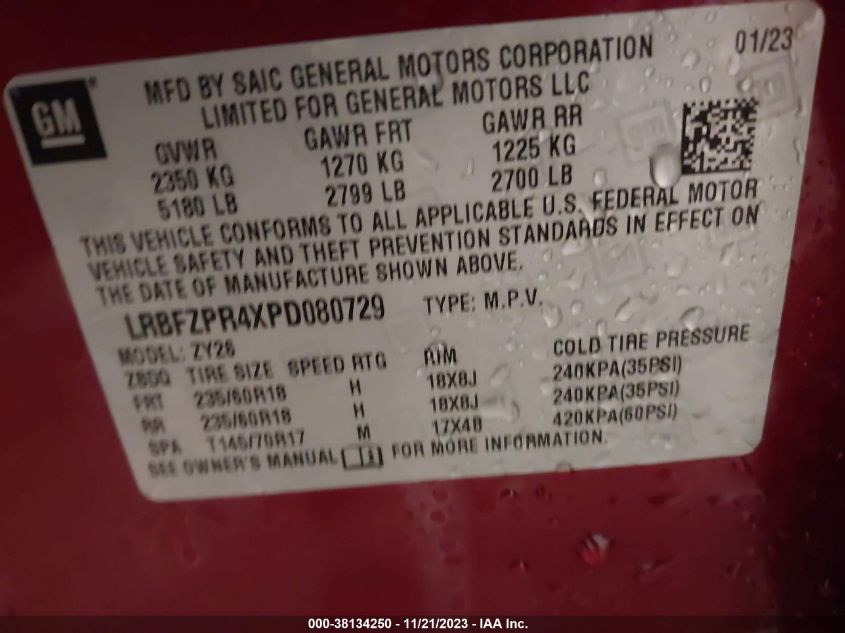 01/23
MFD BY SAIC GENERAL MOTORS CORPORATION
LIMITED FOR GENERAL MOTORS LLC
GM
GVWR GAWR FRT GAWR RR
2350 KG 1270 KG 1225 KG
5180 LB 2799 LB 2700 LB
THIS VEHICLE CONFORMS TO ALL APPLICABLE U.S. FEDERAL MOTOR
VEHICLE SAFETY AND THEFT PREVENTION STANDARDS IN EFFECT ON
THE DATE OF MANUFACTURE SHOWN ABOVE.
LRBFZPR4XPD080729 TYPE: M.P.V.
MODEL: ZY26
TIRE SIZE SPEED RTG RIM COLD TIRE PRESSURE
FRT 235/60R18 H 18X8J 240KPA(35PSI)
RR 235/60R18 H 18X8J 240KPA(35PSI)
SPA T145/70R17 M 17X4B 420KPA(60PSI)
SEE OWNER'S MANUAL FOR MORE INFORMATION.
000-38134250 - 11/21/2023 - IAA Inc.